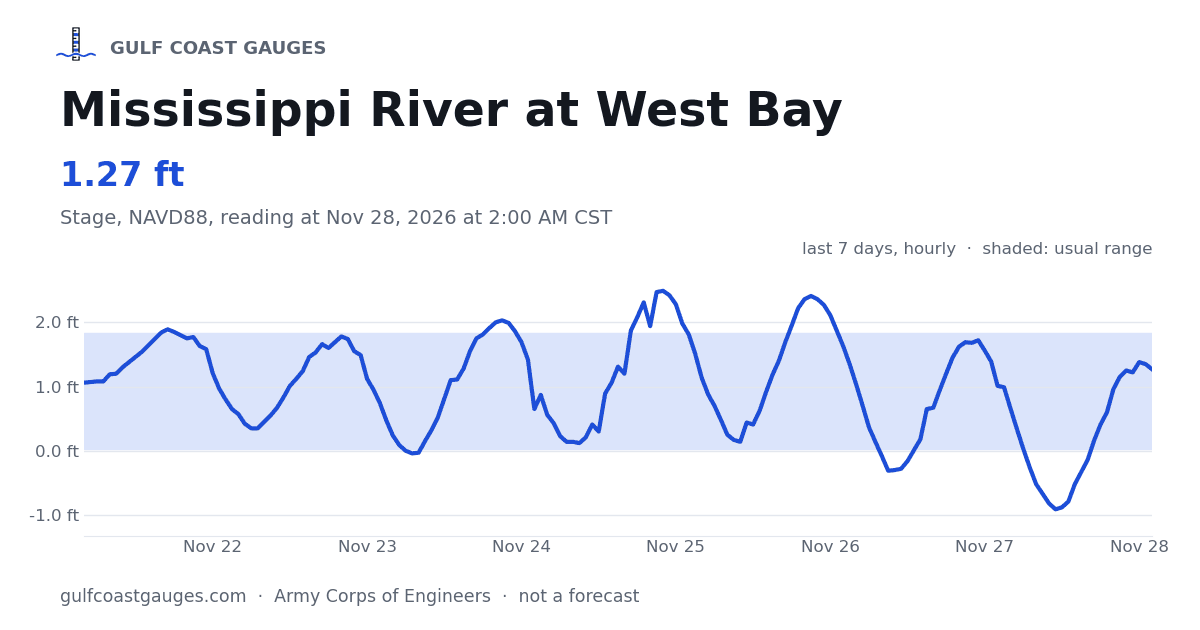 GULF COAST GAUGES
Mississippi River at West Bay
1.27 ft
Stage, NAVD88, reading at Nov 28, 2026 at 2:00 AM CST
last 7 days, hourly · shaded: usual range
2.0 ft
1.0 ft
0.0 ft
-1.0 ft
Nov 22 Nov 23 Nov 24 Nov 25 Nov 26 Nov 27 Nov 28
gulfcoastgauges.com · Army Corps of Engineers · not a forecast